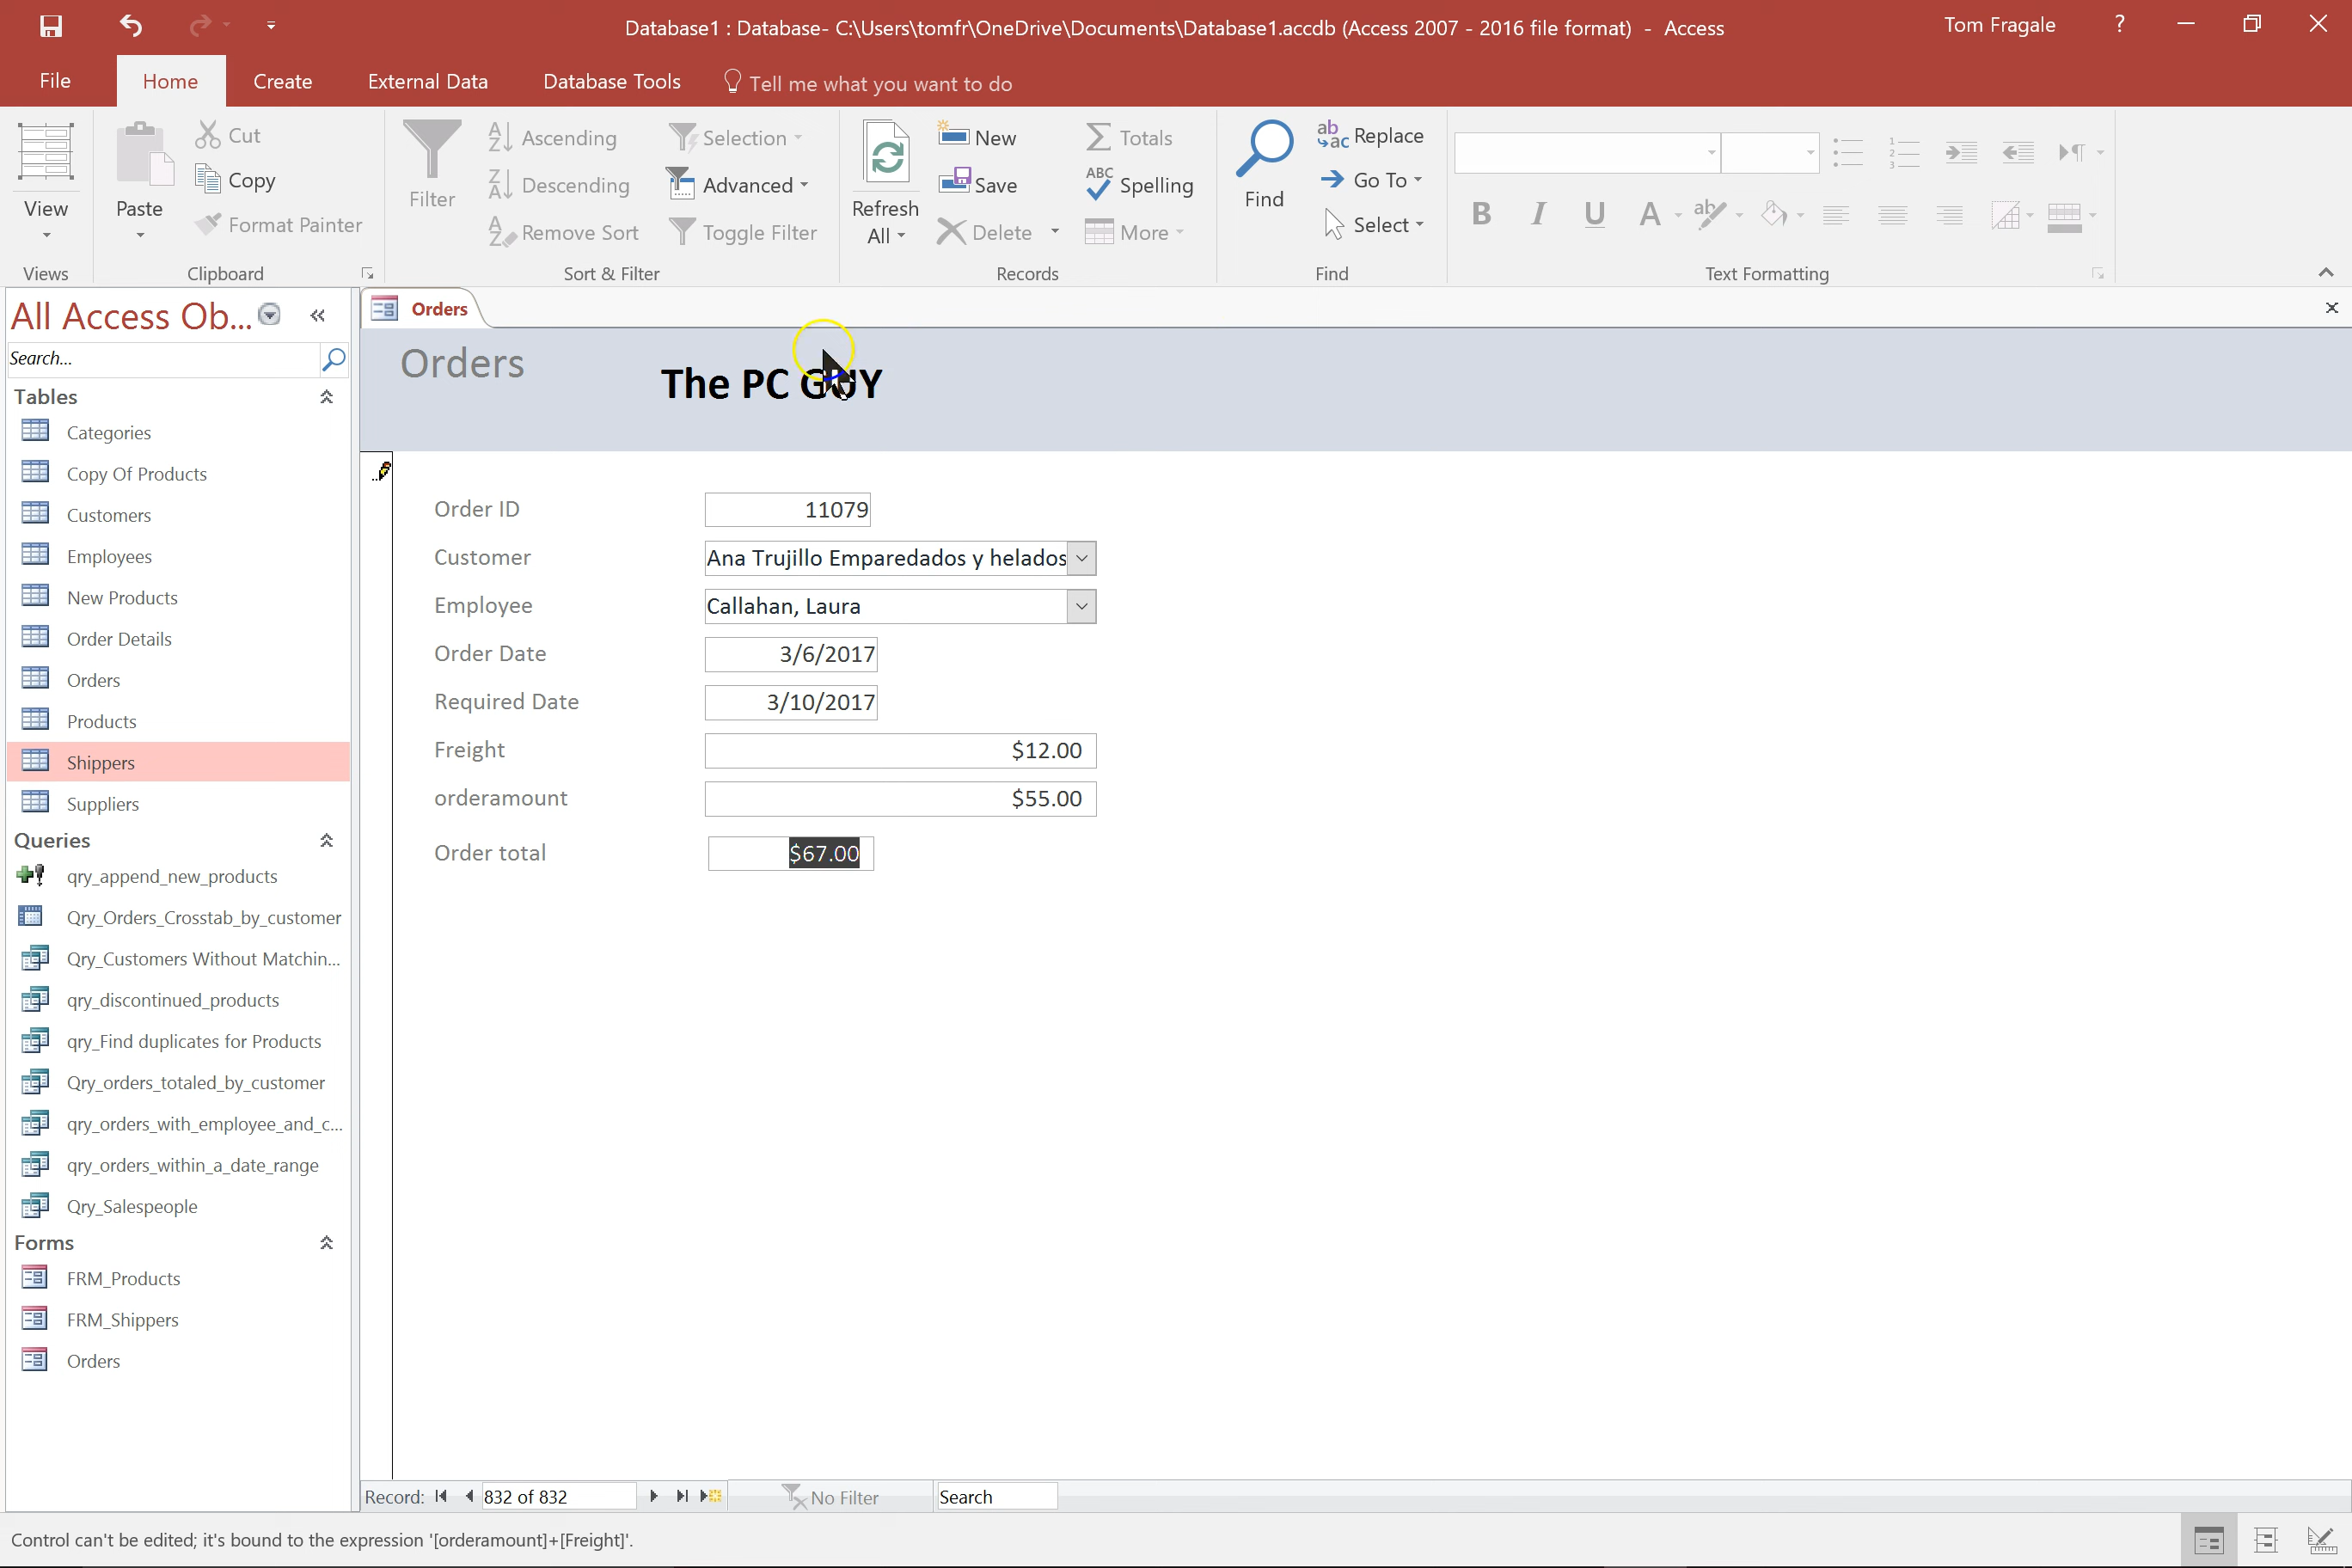 Database1 : Database- C:\Users\tomfr\OneDrive\Documents\Database1.accdb (Access 2007 - 2016 file format) - Access
Tom Fragale
?
File
Home
Create
External Data
Database Tools
Tell me what you want to do
View
Views
Paste
Cut
Copy
Format Painter
Clipboard
Filter
Ascending
Descending
Remove Sort
Selection
Advanced
Toggle Filter
Sort & Filter
Refresh
All
New
Save
Delete
Totals
Spelling
More
Records
Find
Replace
Go To
Select
Find
B I U A
Text Formatting
All Access Ob...
Search...
Tables
Categories
Copy Of Products
Customers
Employees
New Products
Order Details
Orders
Products
Shippers
Suppliers
Queries
qry_append_new_products
Qry_Orders_Crosstab_by_customer
Qry_Customers Without Matchin...
qry_discontinued_products
qry_Find duplicates for Products
Qry_orders_totaled_by_customer
qry_orders_with_employee_and_c...
qry_orders_within_a_date_range
Qry_Salespeople
Forms
FRM_Products
FRM_Shippers
Orders
Orders
Orders
The PC GUY
Order ID 11079
Customer Ana Trujillo Emparedados y helados
Employee Callahan, Laura
Order Date 3/6/2017
Required Date 3/10/2017
Freight $12.00
orderamount $55.00
Order total $67.00
Record: 832 of 832 No Filter Search
Control can't be edited; it's bound to the expression '[orderamount]+[Freight]'.